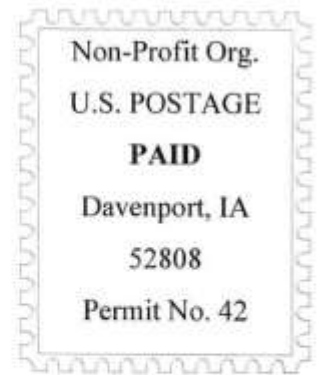 Non-Profit Org.
U.S. POSTAGE
PAID
Davenport, IA
52808
Permit No. 42